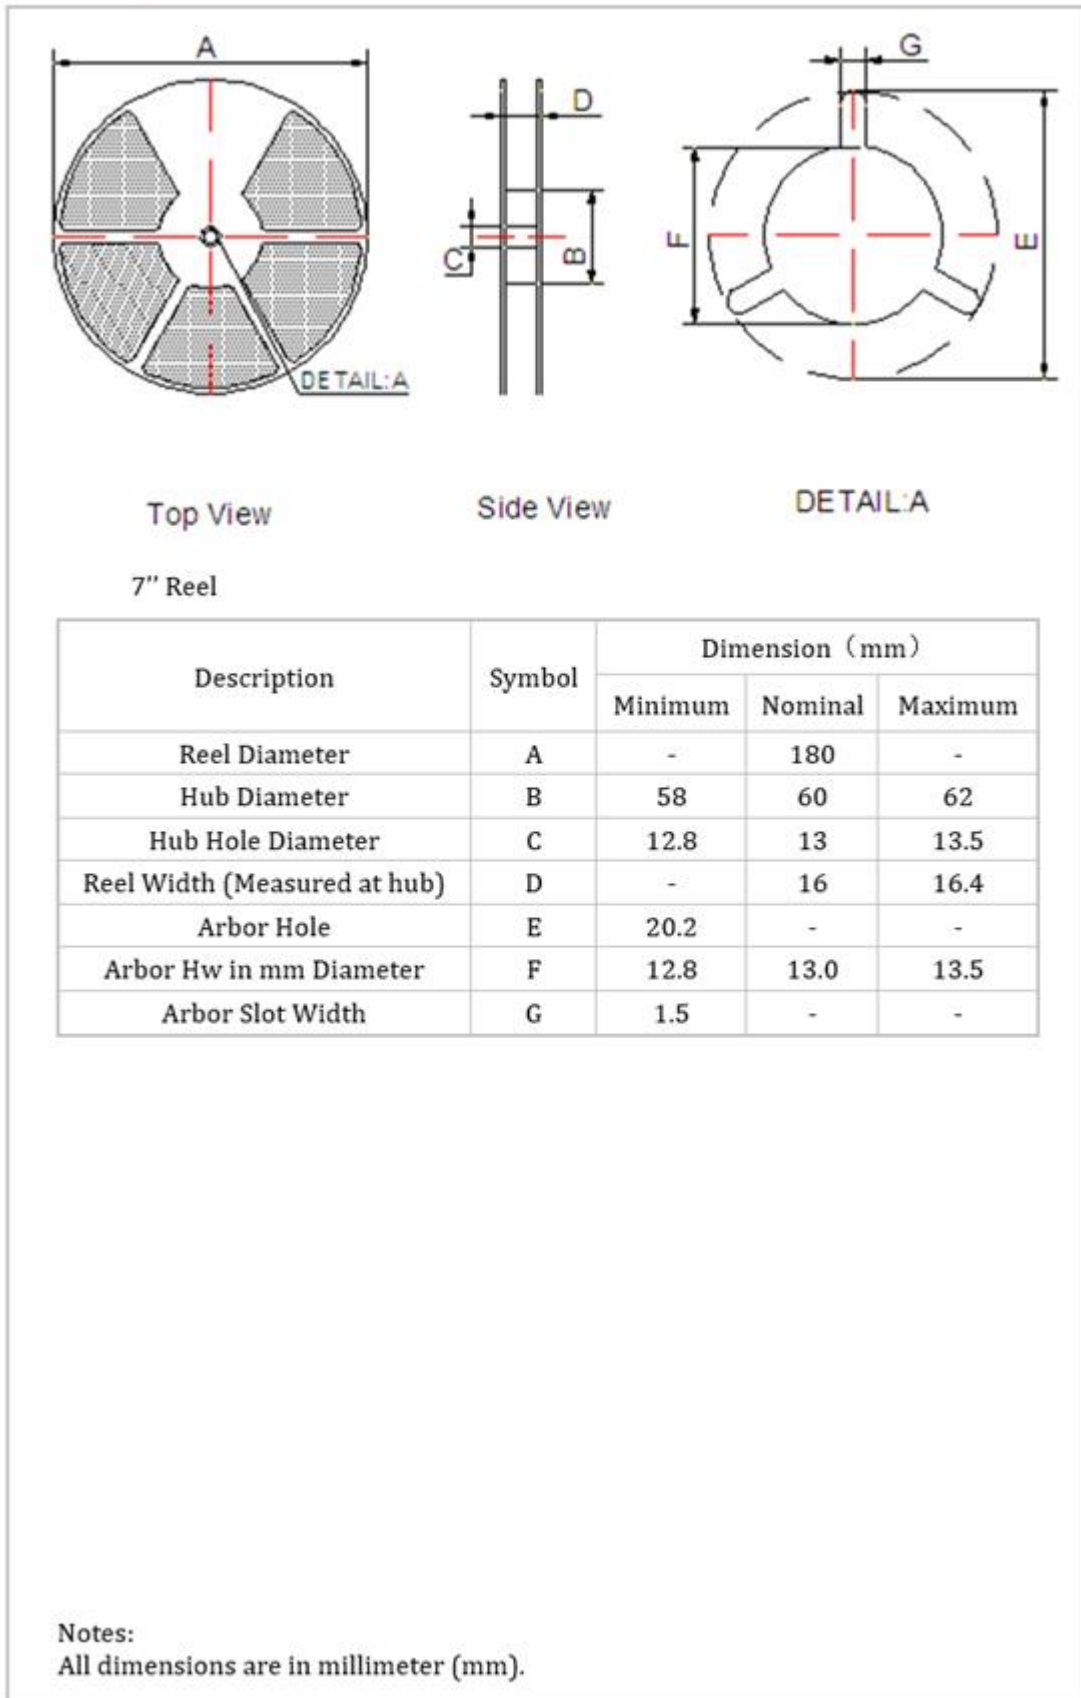 A
G
D
F
E
C
B
DETAIL:A
Top View
Side View
DETAIL:A
7’’ Reel
Description Symbol Dimension（mm）
Minimum Nominal Maximum
Reel Diameter A - 180 -
Hub Diameter B 58 60 62
Hub Hole Diameter C 12.8 13 13.5
Reel Width (Measured at hub) D - 16 16.4
Arbor Hole E 20.2 - -
Arbor Hw in mm Diameter F 12.8 13.0 13.5
Arbor Slot Width G 1.5 - -
Notes:
All dimensions are in millimeter (mm).